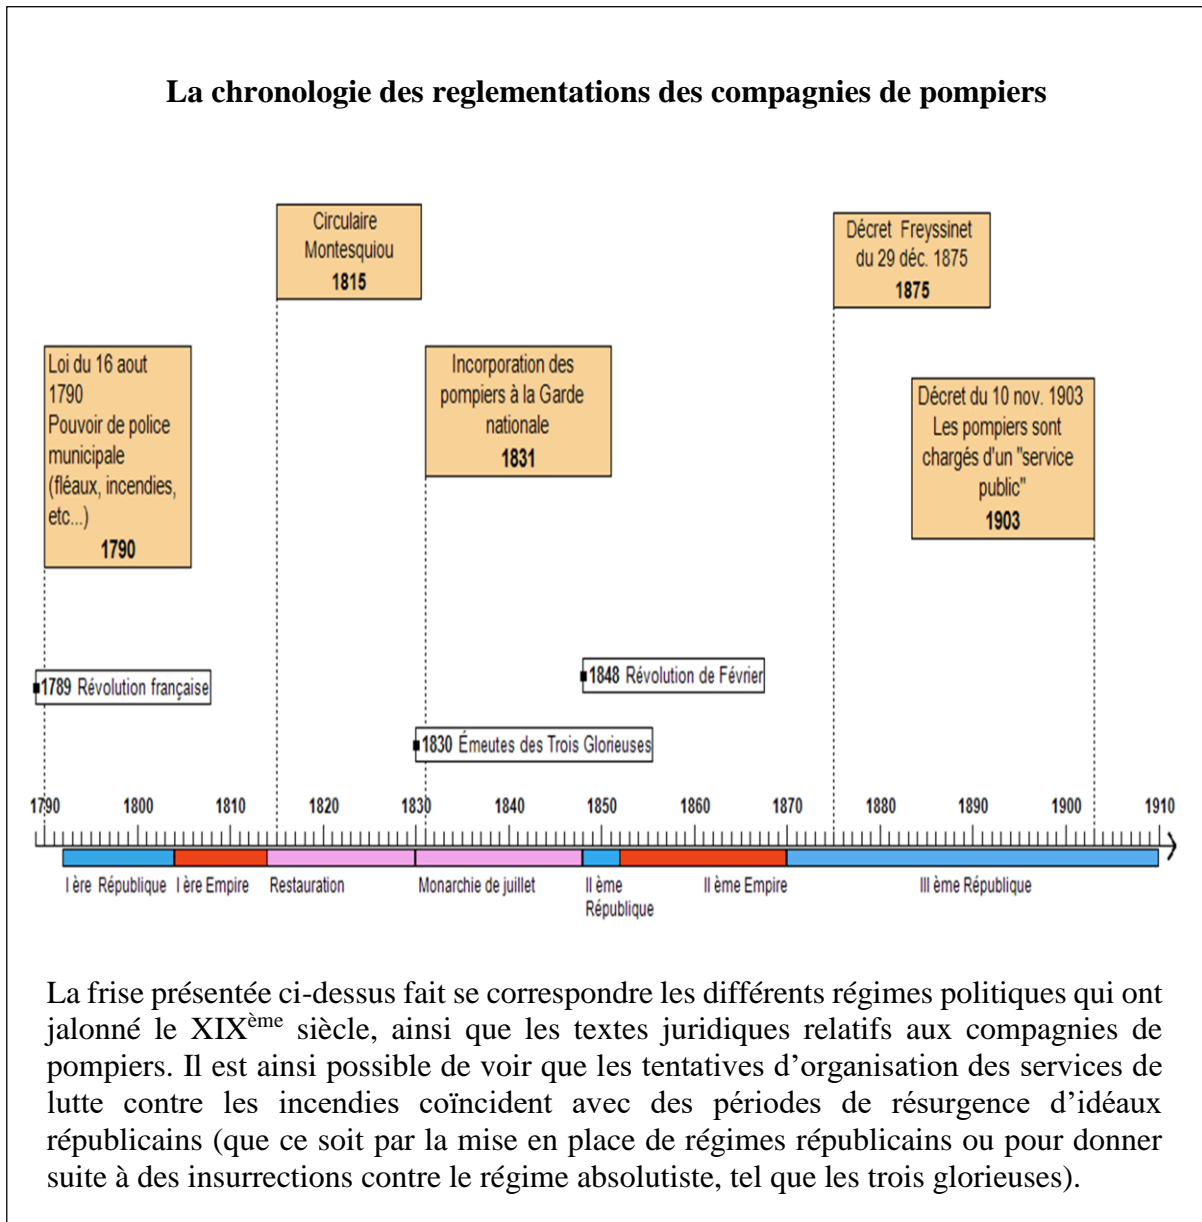 La chronologie des reglementations des compagnies de pompiers
Circulaire
Montesquiou
1815
Décret Freyssinet
du 29 déc. 1875
1875
Loi du 16 aout
1790
Pouvoir de police
municipale
(fléaux, incendies,
etc...)
1790
Incorporation des
pompiers à la Garde
nationale
1831
Décret du 10 nov. 1903
Les pompiers sont
chargés d'un "service
public"
1903
1789 Révolution française
1848 Révolution de Février
1830 Émeutes des Trois Glorieuses
1790 1800 1810 1820 1830 1840 1850 1860 1870 1880 1890 1900 1910
I ère République I ère Empire Restauration Monarchie de juillet II ème II ème Empire III ème République
République
La frise présentée ci-dessus fait se correspondre les différents régimes politiques qui ont
jalonné le XIXème siècle, ainsi que les textes juridiques relatifs aux compagnies de
pompiers. Il est ainsi possible de voir que les tentatives d'organisation des services de
lutte contre les incendies coïncident avec des périodes de résurgence d'idéaux
républicains (que ce soit par la mise en place de régimes républicains ou pour donner
suite à des insurrections contre le régime absolutiste, tel que les trois glorieuses).